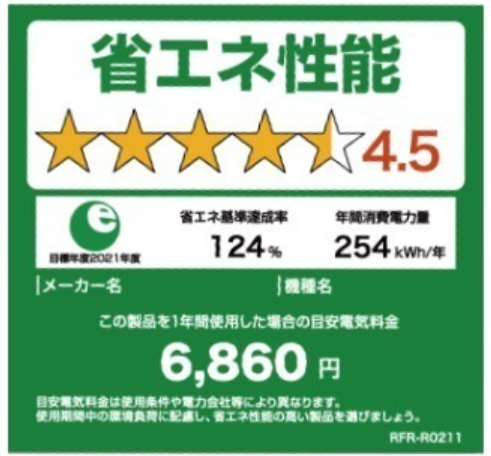 省エネ性能
4.5
e
目標年度2021年度
省エネ基準達成率
124%
年間消費電力量
254kWh/年
メーカー名
機種名
この製品を1年間使用した場合の目安電気料金
6,860円
目安電気料金は使用条件や電力会社等により異なります。
使用期間中の環境負荷に配慮し、省エネ性能の高い製品を選びましょう。
RFR-R0211